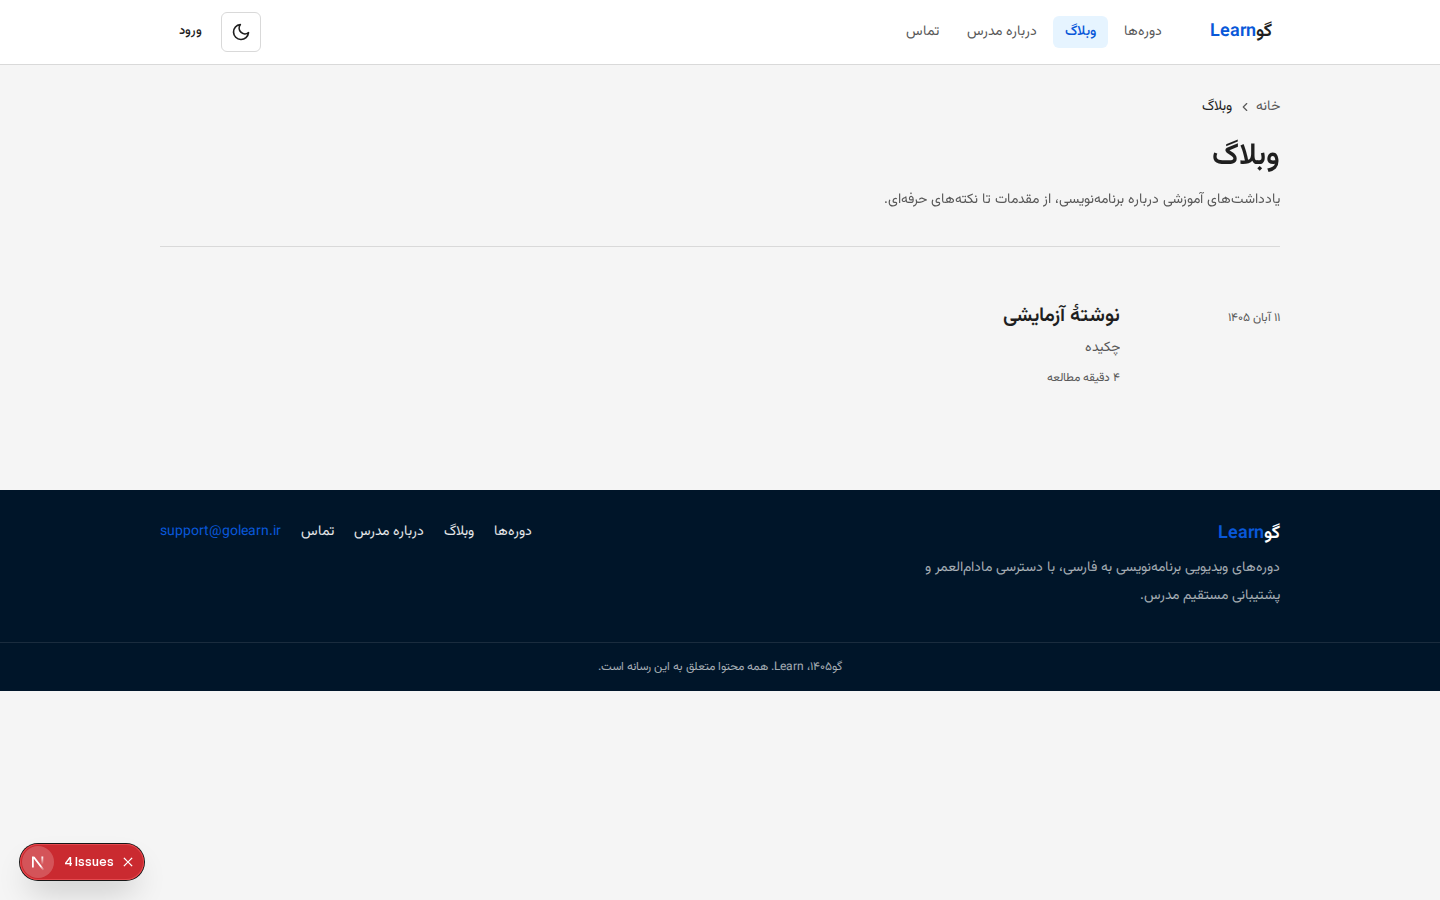 گوLearn
دوره‌ها
وبلاگ
درباره مدرس
تماس
ورود
خانه
وبلاگ
وبلاگ
یادداشت‌های آموزشی درباره برنامه‌نویسی، از مقدمات تا نکته‌های حرفه‌ای.
۱۱ آبان ۱۴۰۵
نوشتهٔ آزمایشی
چکیده
۴ دقیقه مطالعه
گوLearn
دوره‌های ویدیویی برنامه‌نویسی به فارسی، با دسترسی مادام‌العمر و
پشتیبانی مستقیم مدرس.
دوره‌ها
وبلاگ
درباره مدرس
تماس
support@golearn.ir
گوLearn ،۱۴۰۵. همه محتوا متعلق به این رسانه است.
4 Issues